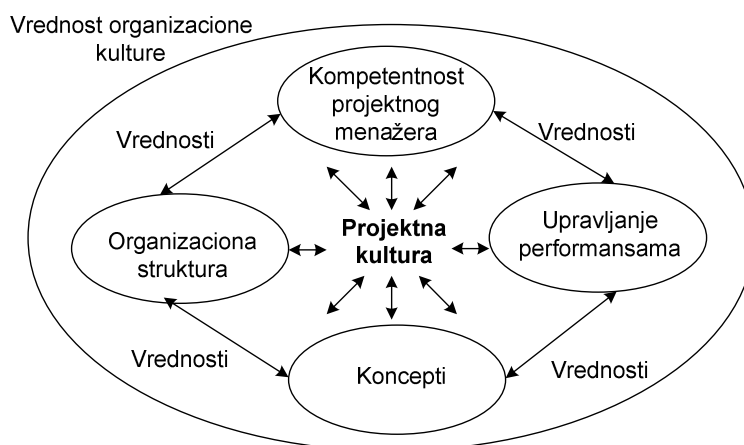 Vrednost organizacione
kulture
Kompetentnost
projektnog
menažera
Vrednosti
Vrednosti
Organizaciona
struktura
Projektna
kultura
Upravljanje
performansama
Vrednosti
Koncepti
Vrednosti